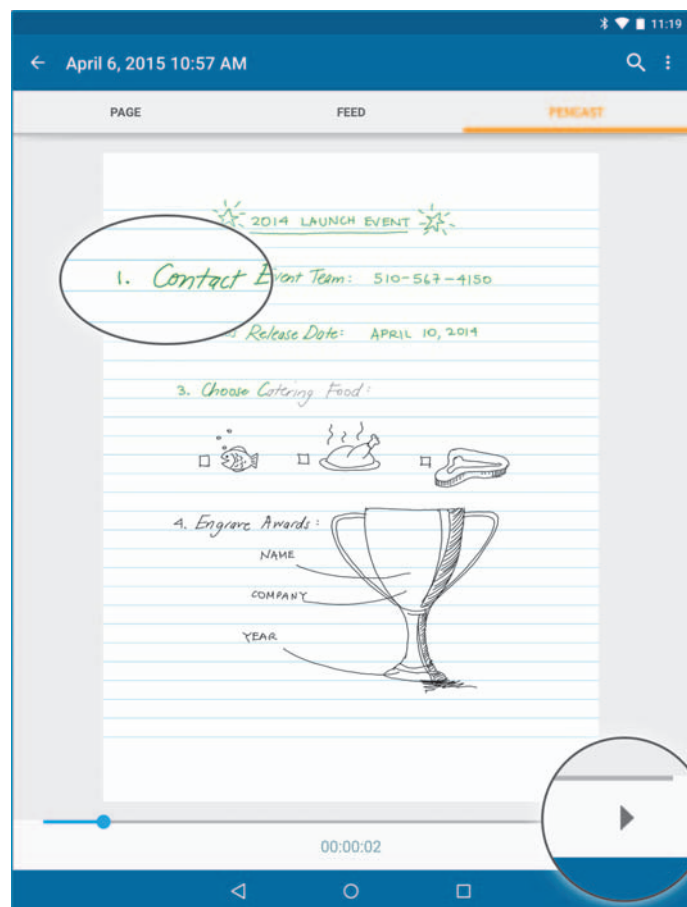 11:19
April 6, 2015 10:57 AM
PAGE FEED PENCAST
2014 LAUNCH EVENT
1. Contact Event Team: 510-567-4150
Release Date: APRIL 10, 2014
3. Choose Catering Food:
4. Engrave Awards:
NAME
COMPANY
YEAR
00:00:02